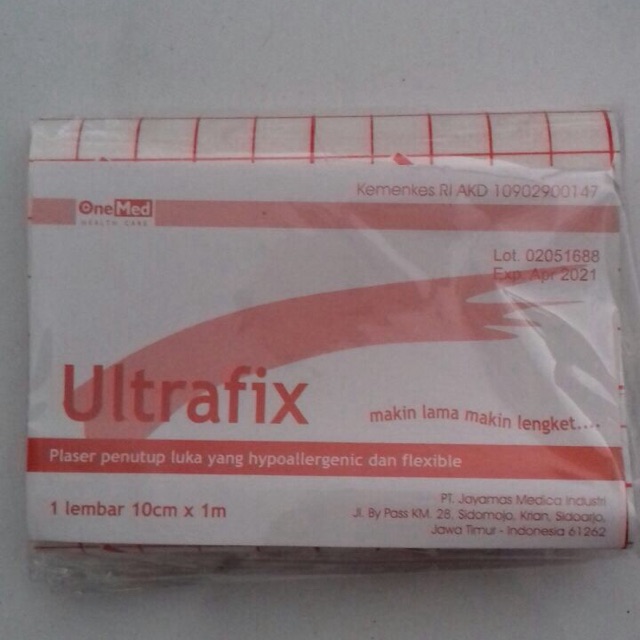 Kemenkes RI AKD 10902900147
OneMed
HEALTH CARE
Lot. 02051688
Exp. Apr 2021
Ultrafix
makin lama makin lengket....
Plaser penutup luka yang hypoallergenic dan flexible
1 lembar 10cm x 1m
PT. Jayamas Medica Industri
Jl. By Pass KM. 28, Sidomojo, Krian, Sidoarjo,
Jawa Timur - Indonesia 61262